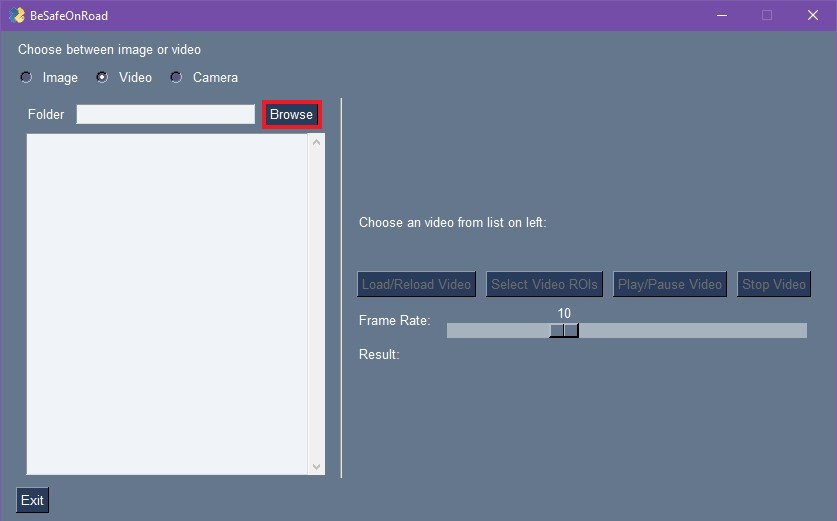 BeSafeOnRoad
Choose between image or video
Image Video Camera
Folder Browse
Choose an video from list on left:
Load/Reload Video Select Video ROIs Play/Pause Video Stop Video
10
Frame Rate:
Result:
Exit